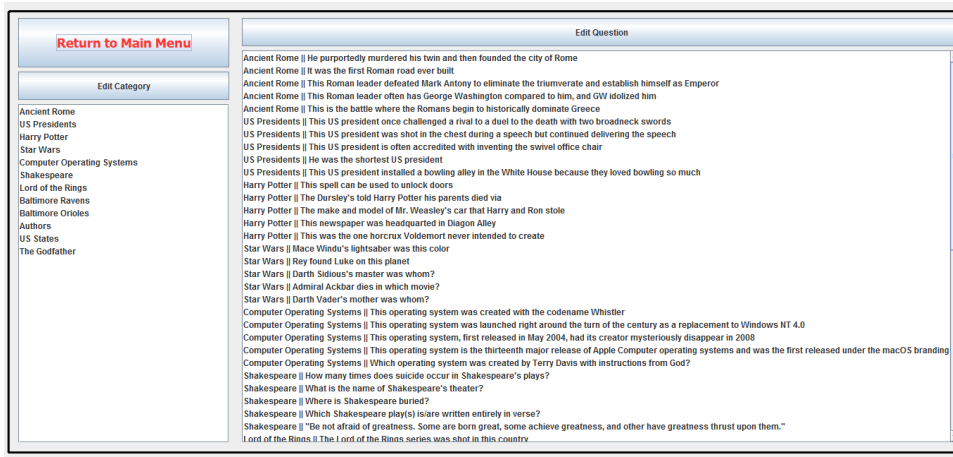 Return to Main Menu
Edit Category
Ancient Rome
US Presidents
Harry Potter
Star Wars
Computer Operating Systems
Shakespeare
Lord of the Rings
Baltimore Ravens
Baltimore Orioles
Authors
US States
The Godfather
Edit Question
Ancient Rome || He purportedly murdered his twin and then founded the city of Rome
Ancient Rome || It was the first Roman road ever built
Ancient Rome || This Roman leader defeated Mark Antony to eliminate the triumverate and establish himself as Emperor
Ancient Rome || This Roman leader often has George Washington compared to him, and GW idolized him
Ancient Rome || This is the battle where the Romans begin to historically dominate Greece
US Presidents || This US president once challenged a rival to a duel to the death with two broadneck swords
US Presidents || This US president was shot in the chest during a speech but continued delivering the speech
US Presidents || This US president is often accredited with inventing the swivel office chair
US Presidents || He was the shortest US president
US Presidents || This US president installed a bowling alley in the White House because they loved bowling so much
Harry Potter || This spell can be used to unlock doors
Harry Potter || The Dursley's told Harry Potter his parents died via
Harry Potter || The make and model of Mr. Weasley's car that Harry and Ron stole
Harry Potter || This newspaper was headquarted in Diagon Alley
Harry Potter || This was the one horcrux Voldemort never intended to create
Star Wars || Mace Windu's lightsaber was this color
Star Wars || Rey found Luke on this planet
Star Wars || Darth Sidious's master was whom?
Star Wars || Admiral Ackbar dies in which movie?
Star Wars || Darth Vader's mother was whom?
Computer Operating Systems || This operating system was created with the codename Whistler
Computer Operating Systems || This operating system was launched right around the turn of the century as a replacement to Windows NT 4.0
Computer Operating Systems || This operating system, first released in May 2004, had its creator mysteriously disappear in 2008
Computer Operating Systems || This operating system is the thirteenth major release of Apple Computer operating systems and was the first released under the macOS branding
Computer Operating Systems || Which operating system was created by Terry Davis with instructions from God?
Shakespeare || How many times does suicide occur in Shakespeare's plays?
Shakespeare || What is the name of Shakespeare's theater?
Shakespeare || Where is Shakespeare buried?
Shakespeare || Which Shakespeare play(s) is/are written entirely in verse?
Shakespeare || "Be not afraid of greatness. Some are born great, some achieve greatness, and other have greatness thrust upon them."
Lord of the Rings || The Lord of the Rings series was shot in this country